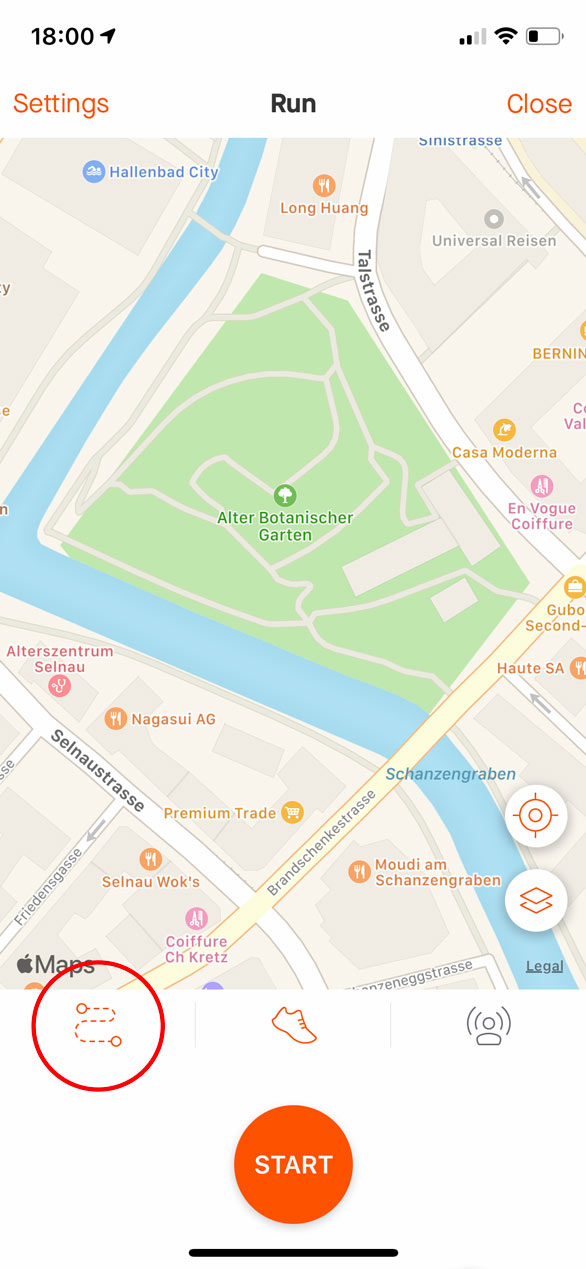 18:00
Settings
Run
Close
Hallenbad City
Long Huang
Universal Reisen
Talstrasse
BERNIN
Casa Moderna
En Vogue
Coiffure
Alter Botanischer
Garten
Gubo
Second-
Alterszentrum
Selnau
Haute SA
Nagasui AG
Selnaustrasse
Schanzengraben
Premium Trade
Brandschenkestrasse
Moudi am
Schanzengraben
Selnau Wok's
Friedensgasse
Coiffure
Ch Kretz
Maps
Legal
START